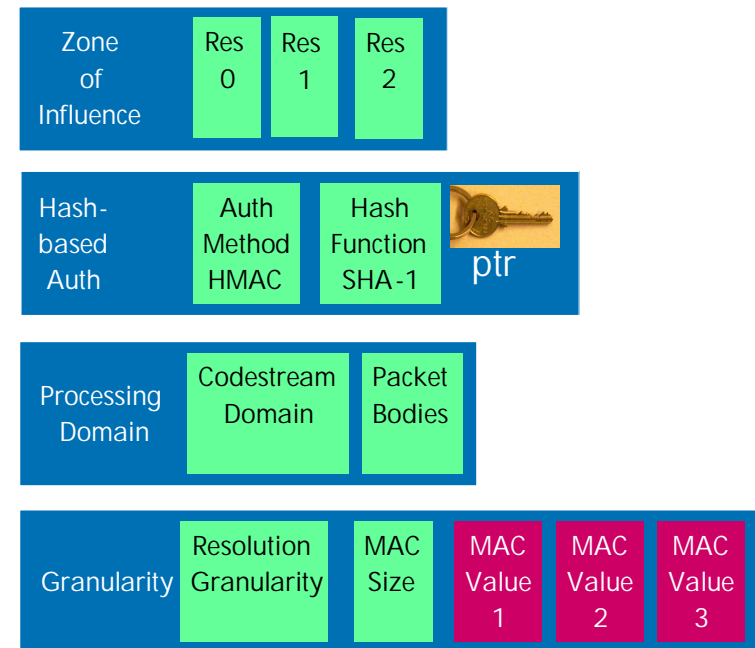 Zone
of
Influence
Res
0
Res
1
Res
2
Hash-
based
Auth
Auth
Method
HMAC
Hash
Function
SHA-1
ptr
Processing
Domain
Codestream
Domain
Packet
Bodies
Granularity
Resolution
Granularity
MAC
Size
MAC
Value
1
MAC
Value
2
MAC
Value
3